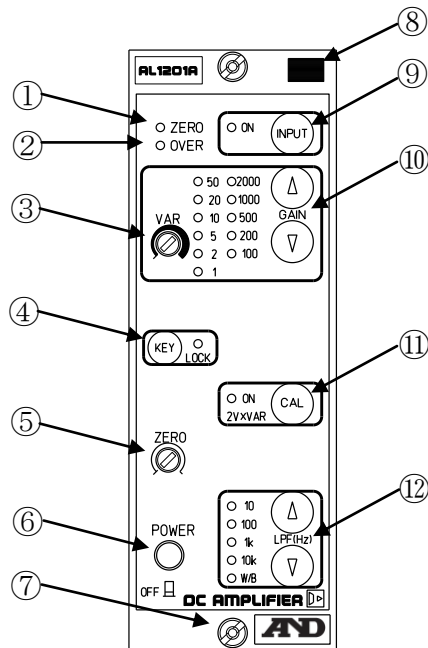 ⑧
AL1201A
⑨
①
ZERO
ON
INPUT
②
OVER
⑩
50
2000
20
1000
GAIN
③
VAR
10
500
5
200
2
100
1
④
KEY
LOCK
⑪
ON
CAL
2V×VAR
⑤
ZERO
10
⑫
⑥
POWER
100
1k
LPF(Hz)
10k
W/B
OFF
⑦
DC AMPLIFIER
AND